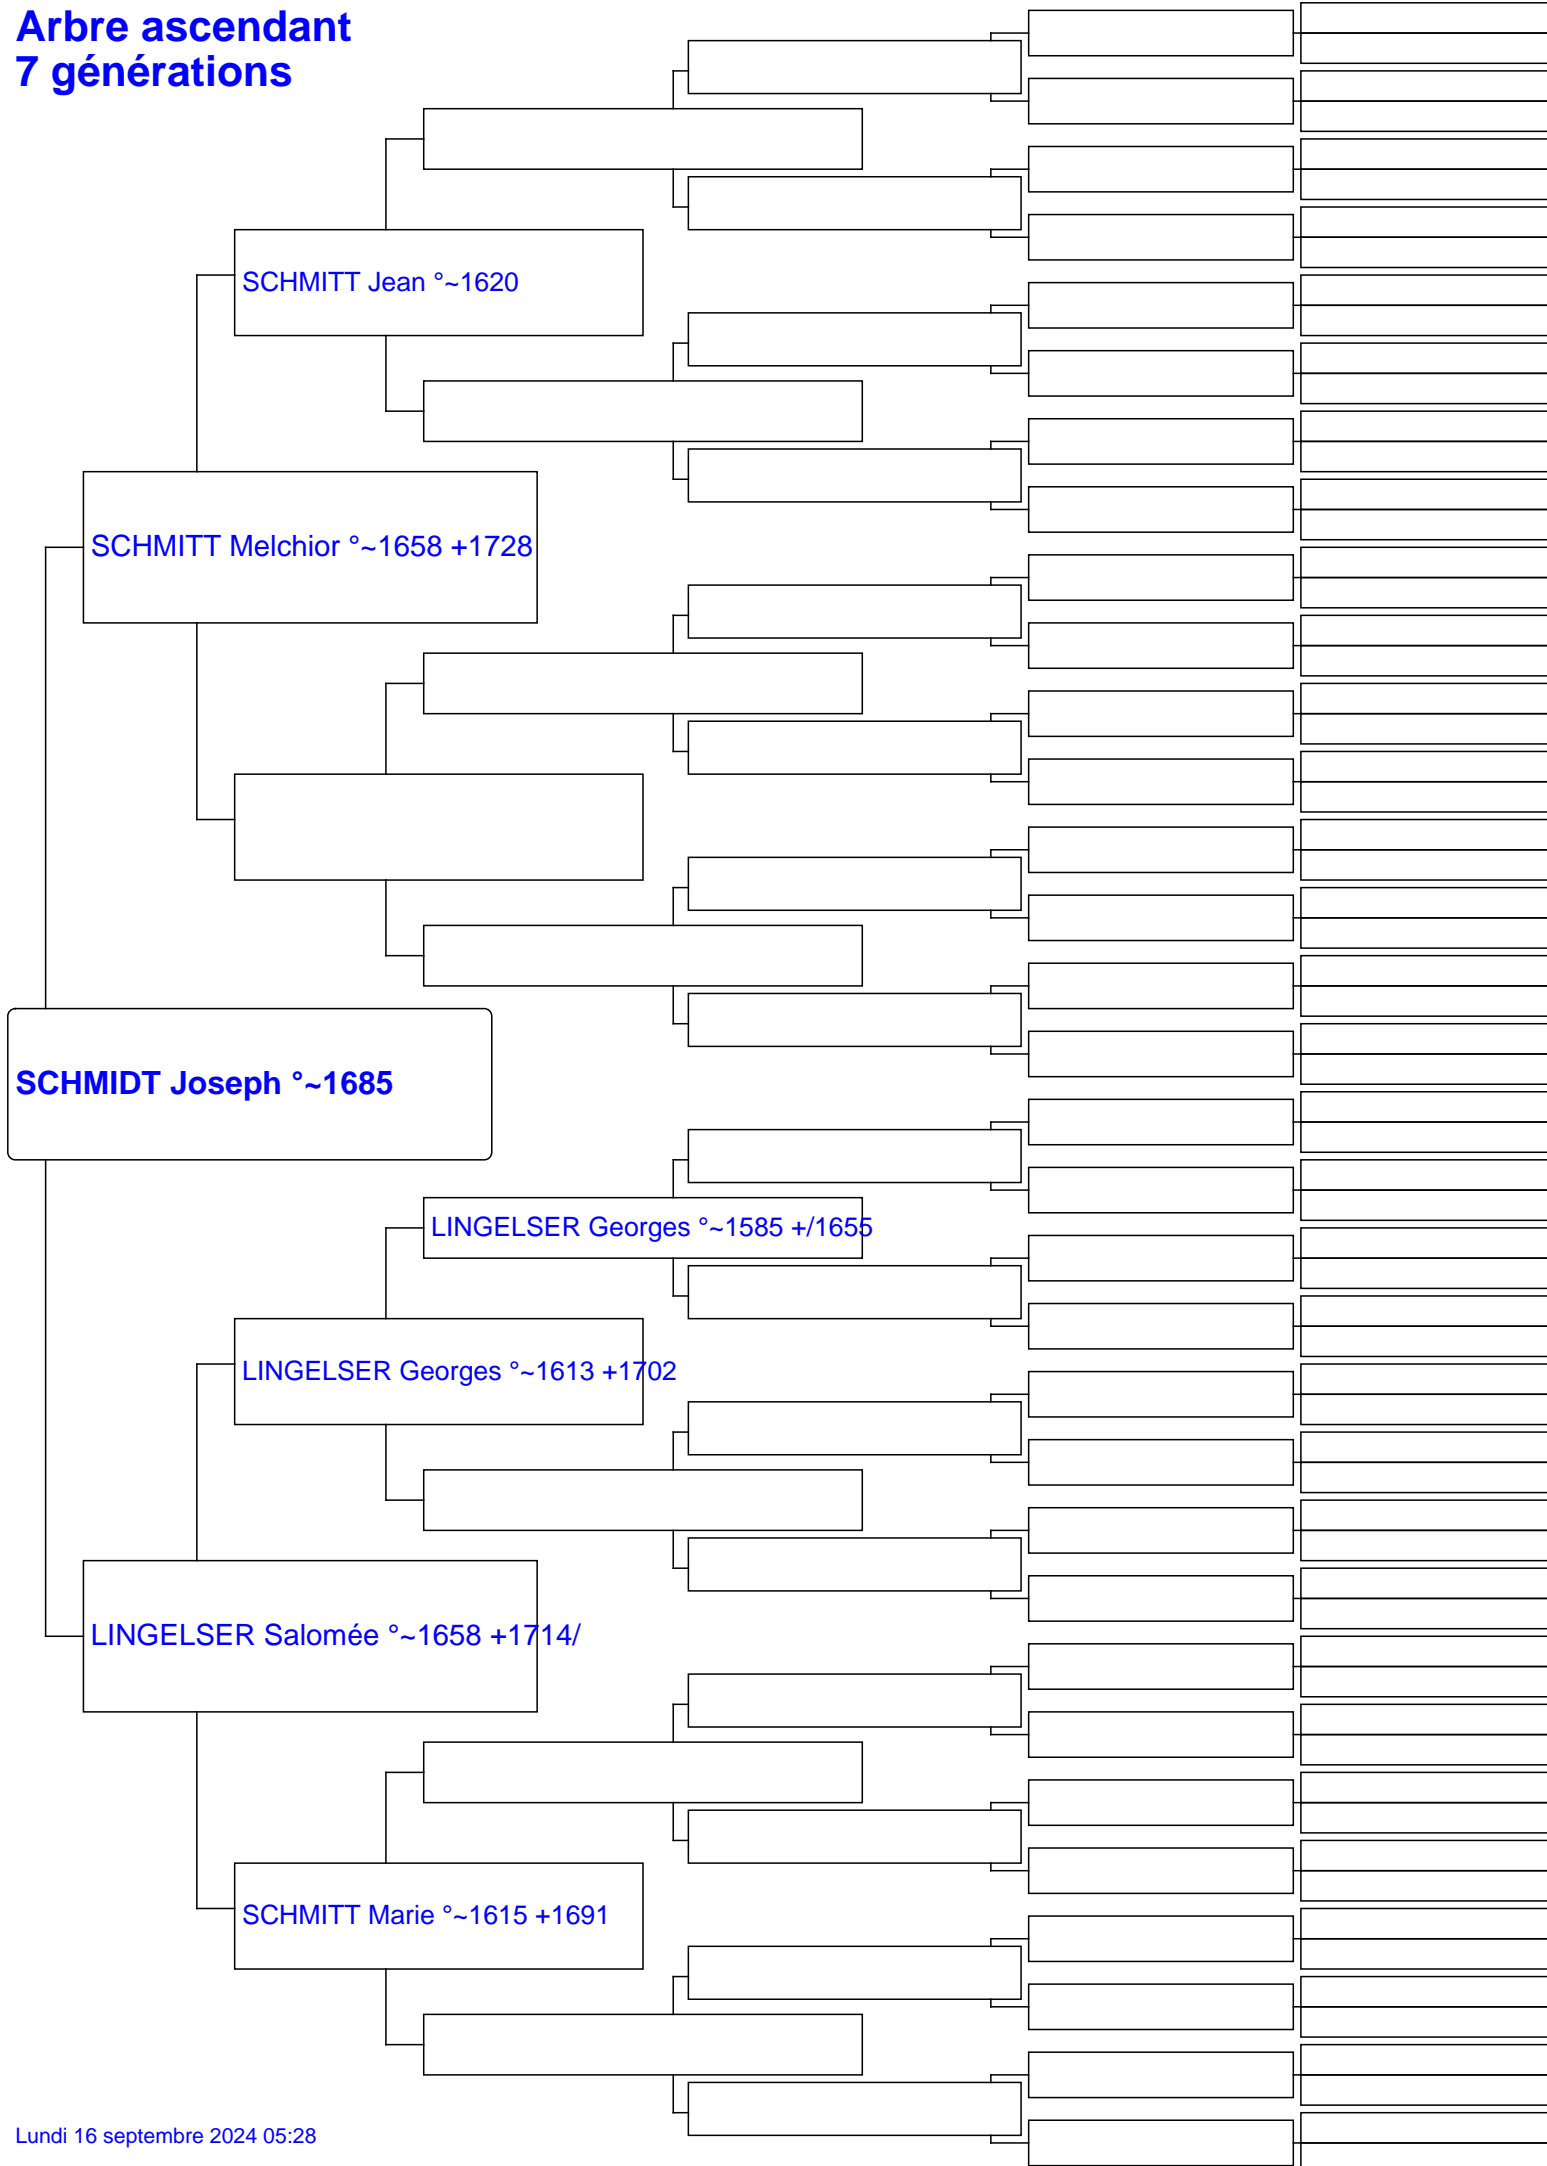 Arbre ascendant
7 générations
SCHMITT Jean °~1620
SCHMITT Melchior °~1658 +1728
SCHMIDT Joseph °~1685
LINGELSER Georges °~1585 +/1655
LINGELSER Georges °~1613 +1702
LINGELSER Salomée °~1658 +1714/
SCHMITT Marie °~1615 +1691
Lundi 16 septembre 2024 05:28